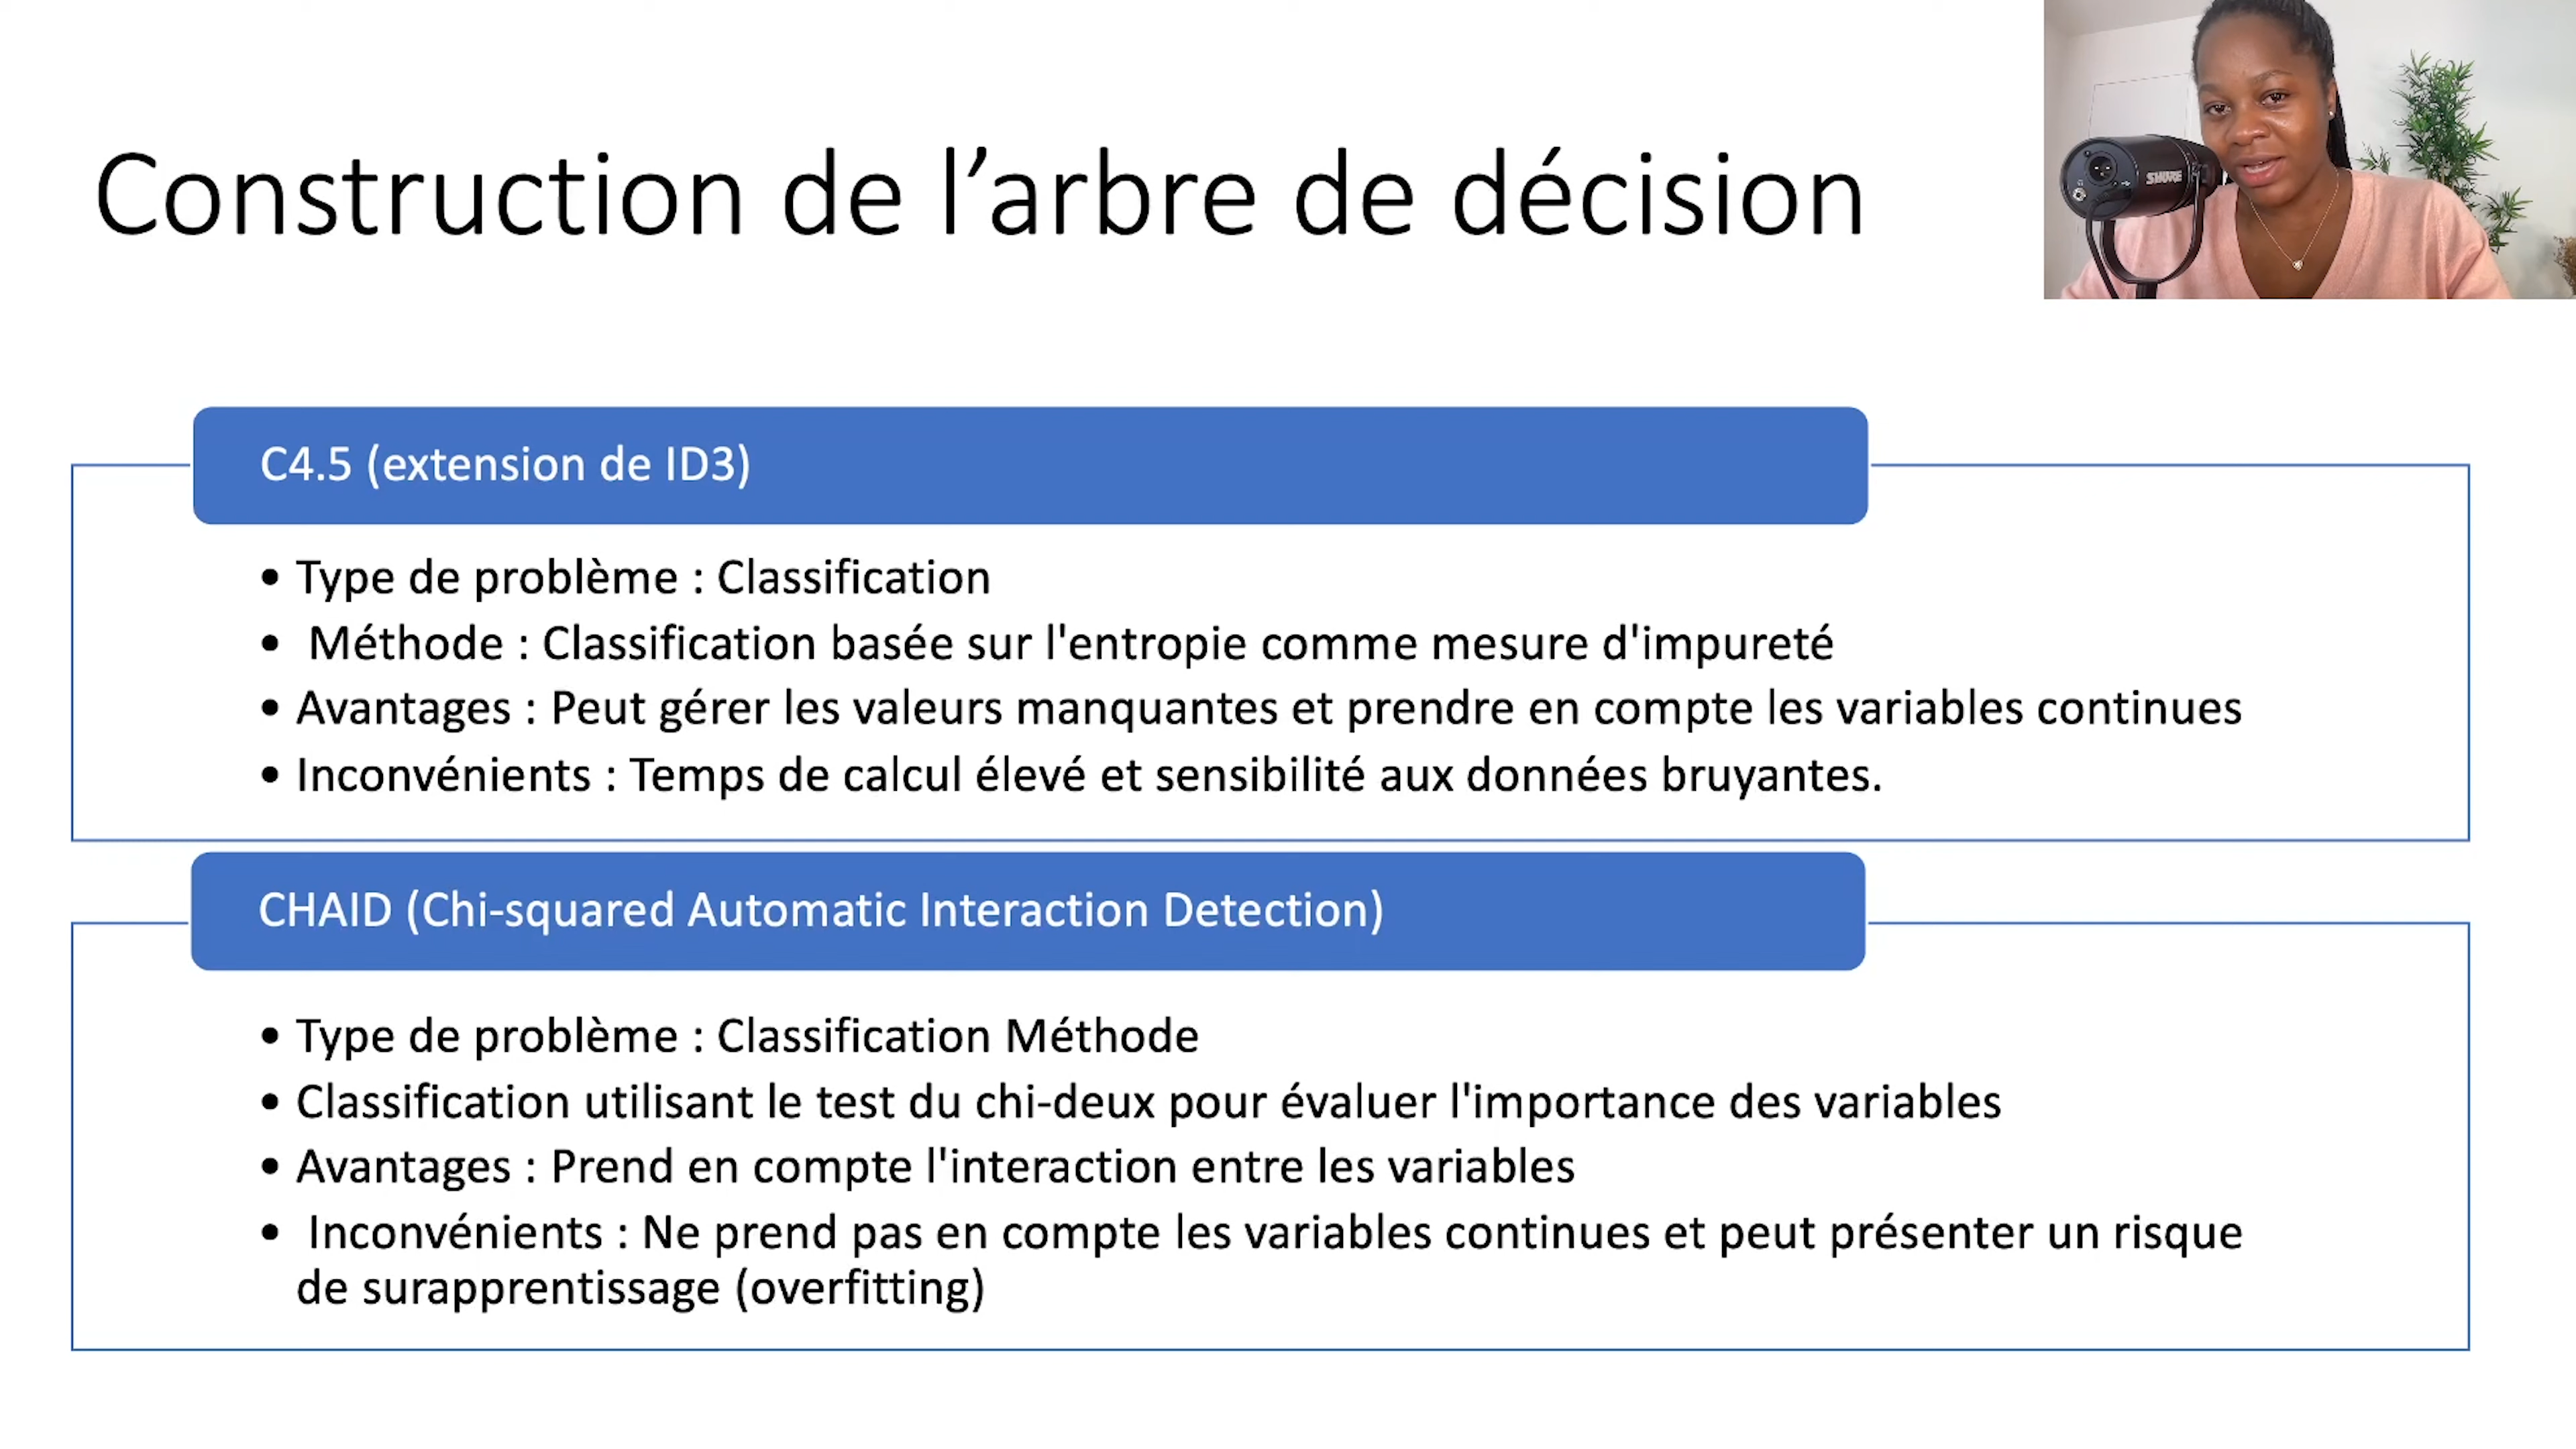 Construction de l’arbre de décision
SHURE
C4.5 (extension de ID3)
• Type de problème : Classification
• Méthode : Classification basée sur l'entropie comme mesure d'impureté
• Avantages : Peut gérer les valeurs manquantes et prendre en compte les variables continues
• Inconvénients : Temps de calcul élevé et sensibilité aux données bruyantes.
CHAID (Chi-squared Automatic Interaction Detection)
• Type de problème : Classification Méthode
• Classification utilisant le test du chi-deux pour évaluer l'importance des variables
• Avantages : Prend en compte l'interaction entre les variables
• Inconvénients : Ne prend pas en compte les variables continues et peut présenter un risque
de surapprentissage (overfitting)